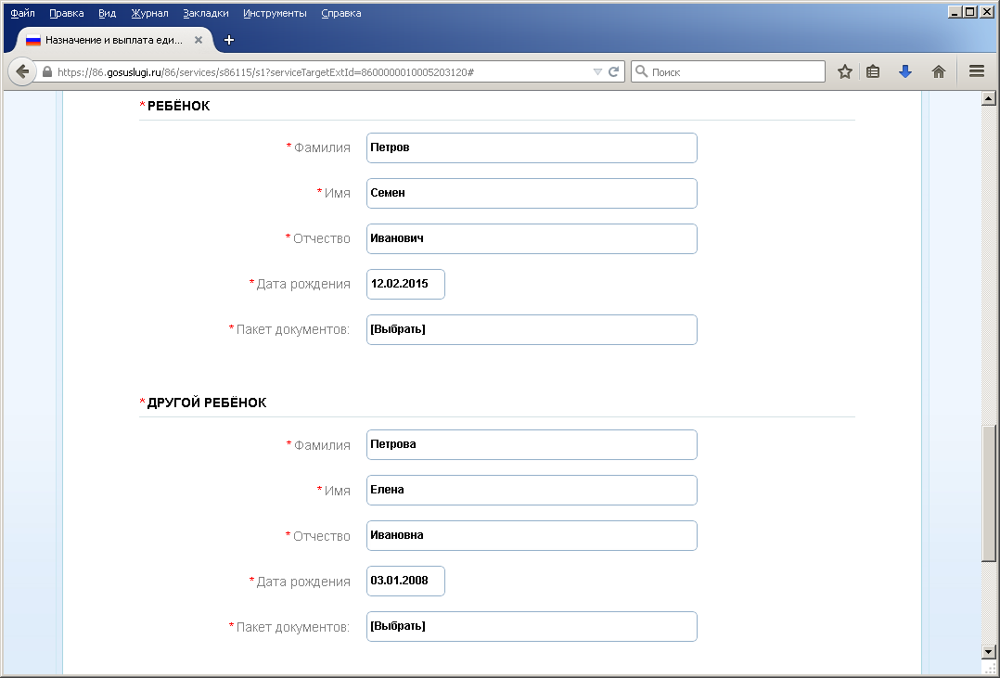 Файл Правка Вид Журнал Закладки Инструменты Справка
Назначение и выплата еди...
https://86.gosuslugi.ru/86/services/s86115/s1?serviceTargetExtId=8600000010005203120#
Поиск
* РЕБЁНОК
* Фамилия Петров
* Имя Семен
* Отчество Иванович
* Дата рождения 12.02.2015
* Пакет документов: [Выбрать]
* ДРУГОЙ РЕБЁНОК
* Фамилия Петрова
* Имя Елена
* Отчество Ивановна
* Дата рождения 03.01.2008
* Пакет документов: [Выбрать]